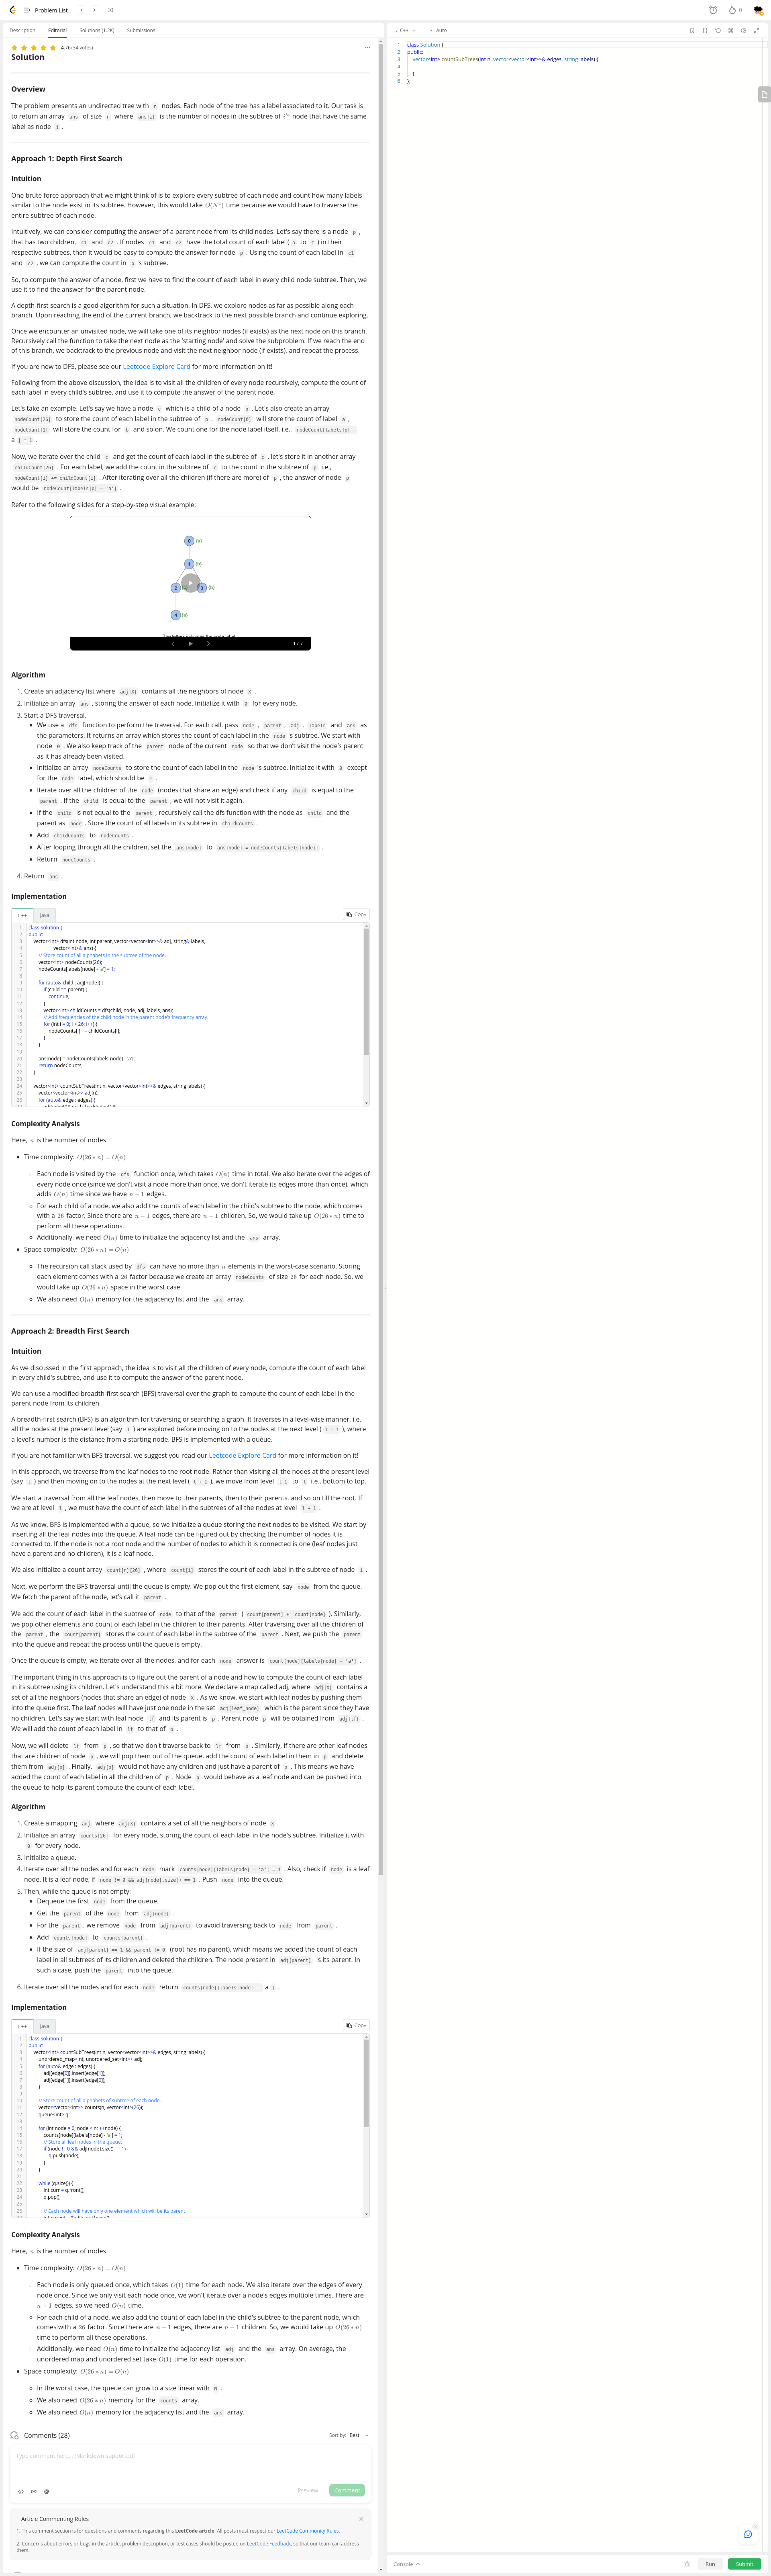 Problem List
0
Description
Editorial
Solutions (1.2K)
Submissions
4.76 (34 votes)
Solution
Overview
The problem presents an undirected tree with n nodes. Each node of the tree has a label associated to it. Our task is
to return an array ans of size n where ans[i] is the number of nodes in the subtree of i^th node that have the same
label as node i .
Approach 1: Depth First Search
Intuition
One brute force approach that we might think of is to explore every subtree of each node and count how many labels
similar to the node exist in its subtree. However, this would take O(N²) time because we would have to traverse the
entire subtree of each node.
Intuitively, we can consider computing the answer of a parent node from its child nodes. Let's say there is a node p ,
that has two children, c1 and c2 . If nodes c1 and c2 have the total count of each label ( a to z ) in their
respective subtrees, then it would be easy to compute the answer for node p . Using the count of each label in c1
and c2 , we can compute the count in p 's subtree.
So, to compute the answer of a node, first we have to find the count of each label in every child node subtree. Then, we
use it to find the answer for the parent node.
A depth-first search is a good algorithm for such a situation. In DFS, we explore nodes as far as possible along each
branch. Upon reaching the end of the current branch, we backtrack to the next possible branch and continue exploring.
Once we encounter an unvisited node, we will take one of its neighbor node (if exists) as the next node on this branch.
Recursively call the function to take the next node as the 'starting node' and solve the subproblem. If we reach the end
of this branch, we backtrack to the previous node and visit the next neighbor node (if exists), and repeat the process.
If you are new to DFS, please see our Leetcode Explore Card for more information on it!
Following from the above discussion, the idea is to visit all the children of every node recursively, compute the count of
each label in every child's subtree, and use it to compute the answer of the parent node.
Let's take an example. Let's say we have a node c which is a child of a node p . Let's also create an array
nodeCount[26] to store the count of each label in the subtree of p . nodeCount[0] will store the count of label a ,
nodeCount[1] will store the count for b and so on. We count one for the node label itself, i.e., nodeCount[labels[p] -
a ] = 1 .
Now, we iterate over the child c and get the count of each label in the subtree of c , let's store it in another array
childCount[26] . For each label, we add the count in the subtree of c to the count in the subtree of p i.e.,
nodeCount[i] += childCount[i] . After iterating over all the children (if there are more) of p , the answer of node p
would be nodeCount[labels[p] - 'a'] .
Refer to the following slides for a step-by-step visual example:
0 (a)
1 (b)
2
3 (b)
4 (a)
The letters indicates the node label
1 / 7
Algorithm
1. Create an adjacency list where adj[X] contains all the neighbors of node X .
2. Initialize an array ans , storing the answer of each node. Initialize it with 0 for every node.
3. Start a DFS traversal.
• We use a dfs function to perform the traversal. For each call, pass node , parent , adj , labels and ans as
the parameters. It returns an array which stores the count of each label in the node 's subtree. We start with
node 0 . We also keep track of the parent node of the current node so that we don't visit the node's parent
as it has already been visited.
• Initialize an array nodeCounts to store the count of each label in the node 's subtree. Initialize it with 0 except
for the node label, which should be 1 .
• Iterate over all the children of the node (nodes that share an edge) and check if any child is equal to the
parent . If the child is equal to the parent , we will not visit it again.
• If the child is not equal to the parent , recursively call the dfs function with the node as child and the
parent as node . Store the count of all labels in its subtree in childCounts .
• Add childCounts to nodeCounts .
• After looping through all the children, set the ans[node] to ans[node] = nodeCounts[labels[node]] .
• Return nodeCounts .
4. Return ans .
Implementation
C++
Java
Copy
1 class Solution {
2 public:
3 vector<int> dfs(int node, int parent, vector<vector<int>>& adj, string& labels,
4 vector<int>& ans) {
5 // Store count of all alphabets in the subtree of the node.
6 vector<int> nodeCounts(26);
7 nodeCounts[labels[node] - 'a'] = 1;
8
9 for (auto& child : adj[node]) {
10 if (child == parent) {
11 continue;
12 }
13 vector<int> childCounts = dfs(child, node, adj, labels, ans);
14 // Add frequencies of the child node in the parent node's frequency array.
15 for (int i = 0; i < 26; i++) {
16 nodeCounts[i] += childCounts[i];
17 }
18 }
19
20 ans[node] = nodeCounts[labels[node] - 'a'];
21 return nodeCounts;
22 }
23
24 vector<int> countSubTrees(int n, vector<vector<int>>& edges, string labels) {
25 vector<vector<int>> adj(n);
26 for (auto& edge : edges) {
Complexity Analysis
Here, n is the number of nodes.
• Time complexity: O(26 * n) = O(n)
◦ Each node is visited by the dfs function once, which takes O(n) time in total. We also iterate over the edges of
every node once (since we don't visit a node more than once, we don't iterate its edges more than once), which
adds O(n) time since we have n − 1 edges.
◦ For each child of a node, we also add the counts of each label in the child's subtree to the node, which comes
with a 26 factor. Since there are n − 1 edges, there are n − 1 children. So, we would take up O(26 * n) time to
perform all these operations.
◦ Additionally, we need O(n) time to initialize the adjacency list and the ans array.
• Space complexity: O(26 * n) = O(n)
◦ The recursion call stack used by dfs can have no more than n elements in the worst-case scenario. Storing
each element comes with a 26 factor because we create an array nodeCounts of size 26 for each node. So, we
would take up O(26 * n) space in the worst case.
◦ We also need O(n) memory for the adjacency list and the ans array.
Approach 2: Breadth First Search
Intuition
As we discussed in the first approach, the idea is to visit all the children of every node, compute the count of each label
in every child's subtree, and use it to compute the answer of the parent node.
We can use a modified breadth-first search (BFS) traversal over the graph to compute the count of each label in the
parent node from its children.
A breadth-first search (BFS) is an algorithm for traversing or searching a graph. It traverses in a level-wise manner, i.e.,
all the nodes at the present level (say l ) are explored before moving on to the nodes at the next level ( l + 1 ), where
a level's number is the distance from a starting node. BFS is implemented with a queue.
If you are not familiar with BFS traversal, we suggest you read our Leetcode Explore Card for more information on it!
In this approach, we traverse from the leaf nodes to the root node. Rather than visiting all the nodes at the present level
(say l ) and then moving on to the nodes at the next level ( l + 1 ), we move from level l+1 to l i.e., bottom to top.
We start a traversal from all the leaf nodes, then move to their parents, then to their parents, and so on till the root. If
we are at level l , we must have the count of each label in the subtrees of all the nodes at level l + 1 .
As we know, BFS is implemented with a queue, so we initialize a queue storing the next nodes to be visited. We start by
inserting all the leaf nodes into the queue. A leaf node can be figured out by checking the number of nodes it is
connected to. If the node is not a root node and the number of nodes to which it is connected is one (leaf nodes just
have a parent and no children), it is a leaf node.
We also initialize a count array count[n][26] , where count[i] stores the count of each label in the subtree of node i .
Next, we perform the BFS traversal until the queue is empty. We pop out the first element, say node from the queue.
We fetch the parent of the node, let's call it parent .
We add the count of each label in the subtree of node to that of the parent ( count[parent] += count[node] ). Similarly,
we pop other elements and count of each label in the children to their parents. After traversing over all the children of
the parent , the count[parent] stores the count of each label in the subtree of the parent . Next, we push the parent
into the queue and repeat the process until the queue is empty.
Once the queue is empty, we iterate over all the nodes, and for each node answer is count[node][labels[node] - 'a'] .
The important thing in this approach is to figure out the parent of a node and how to compute the count of each label
in its subtree using its children. Let's understand this a bit more. We declare a map called adj, where adj[X] contains a
set of all the neighbors (nodes that share an edge) of node X . As we know, we start with leaf nodes by pushing them
into the queue first. The leaf nodes will have just one node in the set adj[leaf_node] which is the parent since they have
no children. Let's say we start with leaf node lf and its parent is p . Parent node p will be obtained from adj[lf] .
We will add the count of each label in lf to that of p .
Now, we will delete lf from p , so that we don't traverse back to lf from p . Similarly, if there are other leaf nodes
that are children of node p , we will pop them out of the queue, add the count of each label in them in p and delete
them from adj[p] . Finally, adj[p] would not have any children and just have a parent of p . This means we have
added the count of each label in all the children of p . Node p would behave as a leaf node and can be pushed into
the queue to help its parent compute the count of each label.
Algorithm
1. Create a mapping adj where adj[X] contains a set of all the neighbors of node X .
2. Initialize an array counts[26] for every node, storing the count of each label in the node's subtree. Initialize it with
0 for every node.
3. Initialize a queue.
4. Iterate over all the nodes and for each node mark counts[node][labels[node] - 'a'] = 1 . Also, check if node is a leaf
node. It is a leaf node, if node != 0 && adj[node].size() == 1 . Push node into the queue.
5. Then, while the queue is not empty:
• Dequeue the first node from the queue.
• Get the parent of the node from adj[node] .
• For the parent , we remove node from adj[parent] to avoid traversing back to node from parent .
• Add counts[node] to counts[parent] .
• If the size of adj[parent] == 1 && parent != 0 (root has no parent), which means we added the count of each
label in all subtrees of its children and deleted the children. The node present in adj[parent] is its parent. In
such a case, push the parent into the queue.
6. Iterate over all the nodes and for each node return counts[node][labels[node] - a ] .
Implementation
C++
Java
Copy
1 class Solution {
2 public:
3 vector<int> countSubTrees(int n, vector<vector<int>>& edges, string labels) {
4 unordered_map<int, unordered_set<int>> adj;
5 for (auto& edge : edges) {
6 adj[edge[0]].insert(edge[1]);
7 adj[edge[1]].insert(edge[0]);
8 }
9
10 // Store count of all alphabets of subtree of each node.
11 vector<vector<int>> counts(n, vector<int>(26));
12 queue<int> q;
13
14 for (int node = 0; node < n; ++node) {
15 counts[node][labels[node] - 'a'] = 1;
16 // Store all leaf nodes in the queue.
17 if (node != 0 && adj[node].size() == 1) {
18 q.push(node);
19 }
20 }
21
22 while (q.size()) {
23 int curr = q.front();
24 q.pop();
25
26 // Each node will have only one element which will be its parent.
Complexity Analysis
Here, n is the number of nodes.
• Time complexity: O(26 * n) = O(n)
◦ Each node is only queued once, which takes O(1) time for each node. We also iterate over the edges of every
node once. Since we only visit each node once, we won't iterate over a node's edges multiple times. There are
n − 1 edges, so we need O(n) time.
◦ For each child of a node, we also add the count of each label in the child's subtree to the parent node, which
comes with a 26 factor. Since there are n − 1 edges, there are n − 1 children. So, we would take up O(26 * n)
time to perform all these operations.
◦ Additionally, we need O(n) time to initialize the adjacency list adj and the ans array. On average, the
unordered map and unordered set take O(1) time for each operation.
• Space complexity: O(26 * n) = O(n)
◦ In the worst case, the queue can grow to a size linear with N .
◦ We also need O(26 * n) memory for the counts array.
◦ We also need O(n) memory for the adjacency list and the ans array.
Comments (28)
Sort by: Best
Type comment here... (Markdown supported)
Preview
Comment
Article Commenting Rules
1. This comment section is for questions and comments regarding this LeetCode article. All posts must respect our LeetCode Community Rules.
2. Concerns about errors or bugs in the article, problem description, or test cases should be posted on LeetCode Feedback, so that our team can address
them.
i C++
Auto
1 class Solution {
2 public:
3 vector<int> countSubTrees(int n, vector<vector<int>>& edges, string labels) {
4
5 }
6 };
Console
Run
Submit